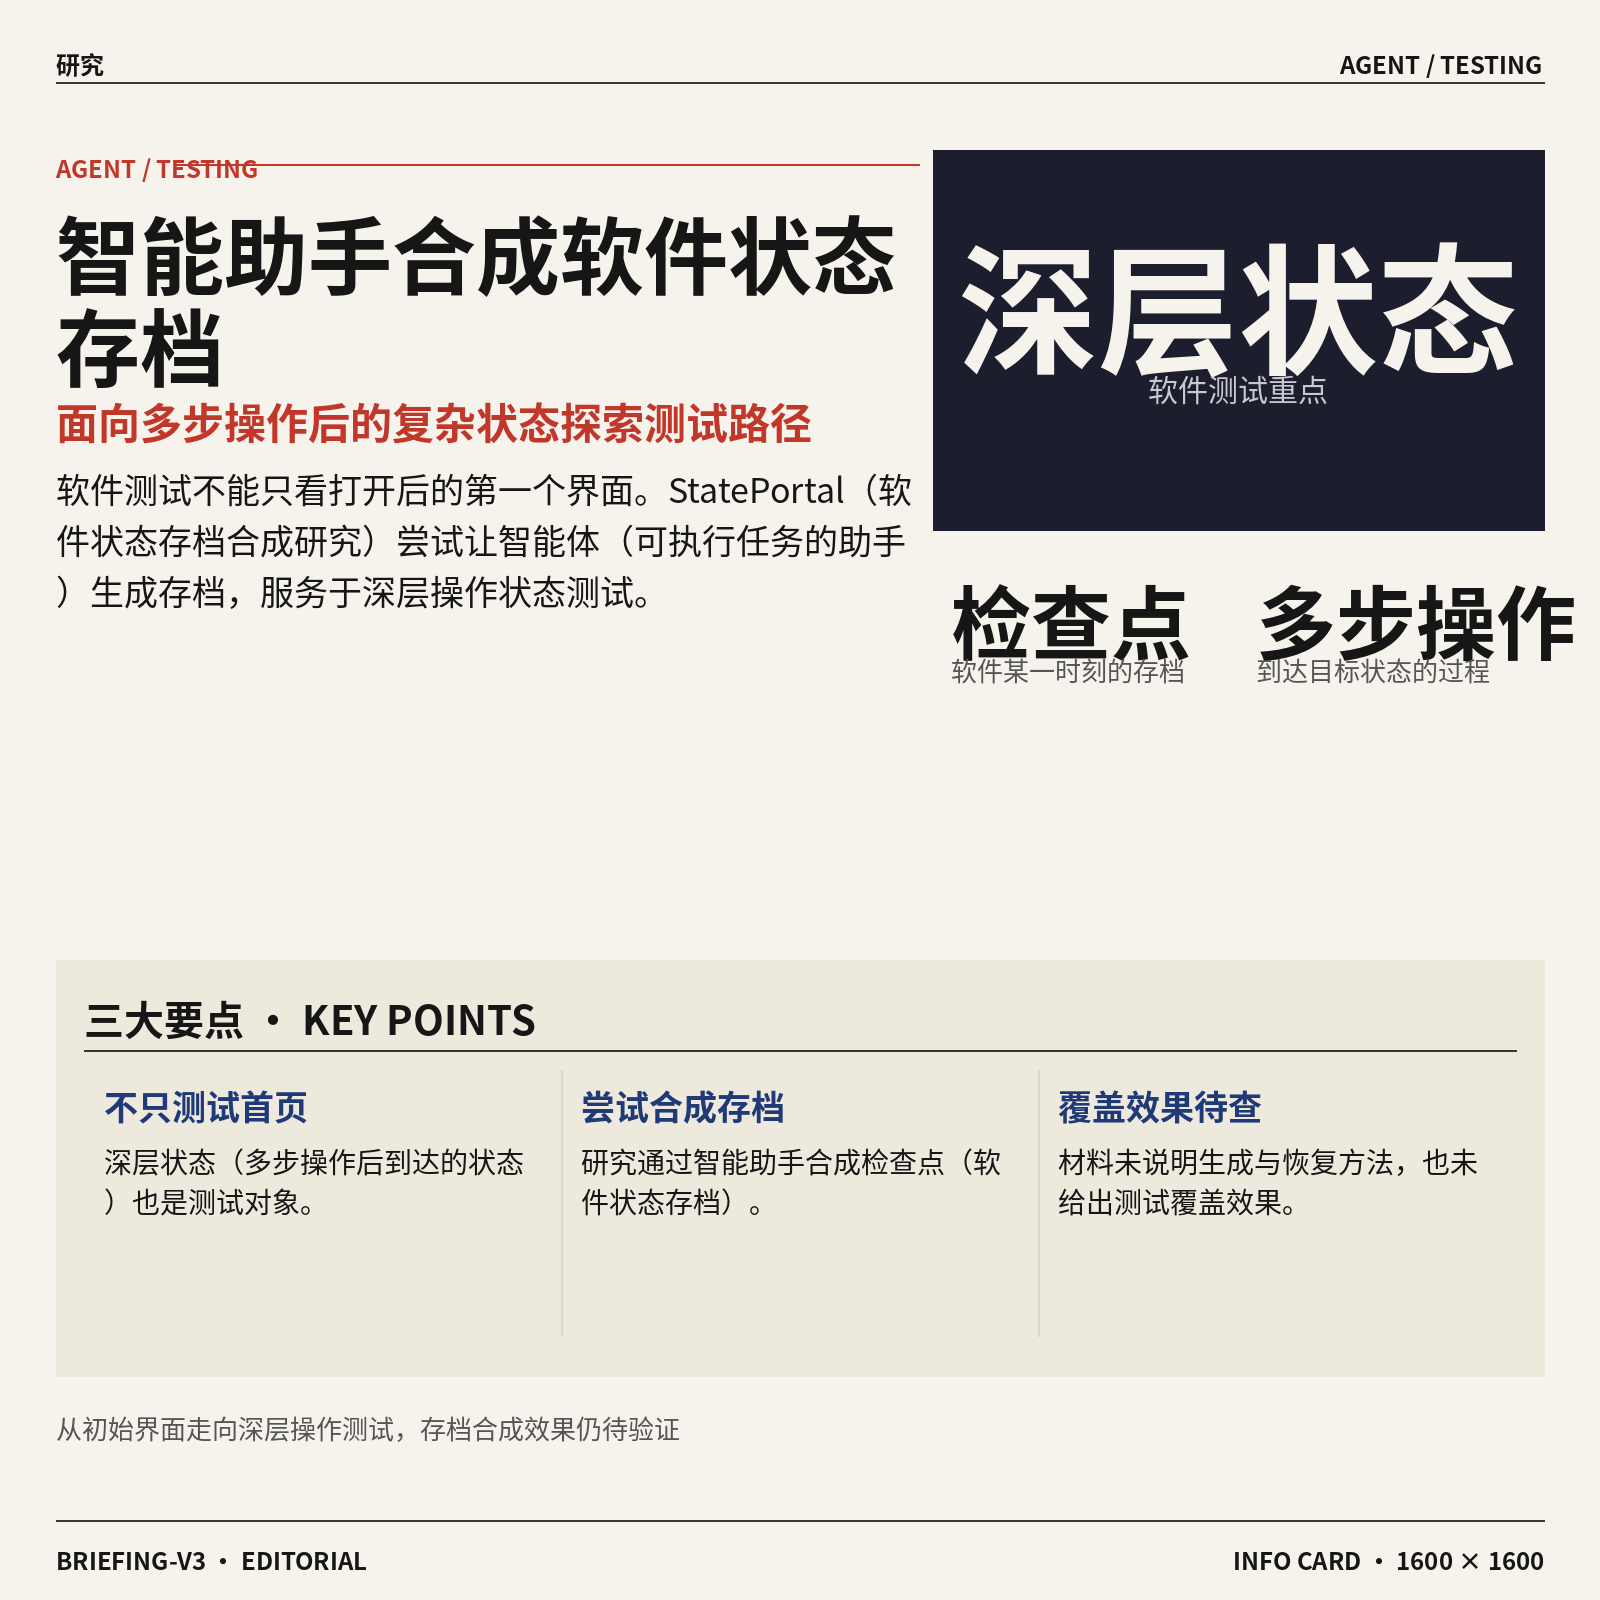 研究
AGENT / TESTING
AGENT / TESTING
智能助手合成软件状态
存档
面向多步操作后的复杂状态探索测试路径
软件测试不能只看打开后的第一个界面。StatePortal（软
件状态存档合成研究）尝试让智能体（可执行任务的助手
）生成存档，服务于深层操作状态测试。
深层状态
软件测试重点
检查点
软件某一时刻的存档
多步操作
到达目标状态的过程
三大要点 · KEY POINTS
不只测试首页
深层状态（多步操作后到达的状态
）也是测试对象。
尝试合成存档
研究通过智能助手合成检查点（软
件状态存档）。
覆盖效果待查
材料未说明生成与恢复方法，也未
给出测试覆盖效果。
从初始界面走向深层操作测试，存档合成效果仍待验证
BRIEFING-V3 · EDITORIAL
INFO CARD · 1600 × 1600